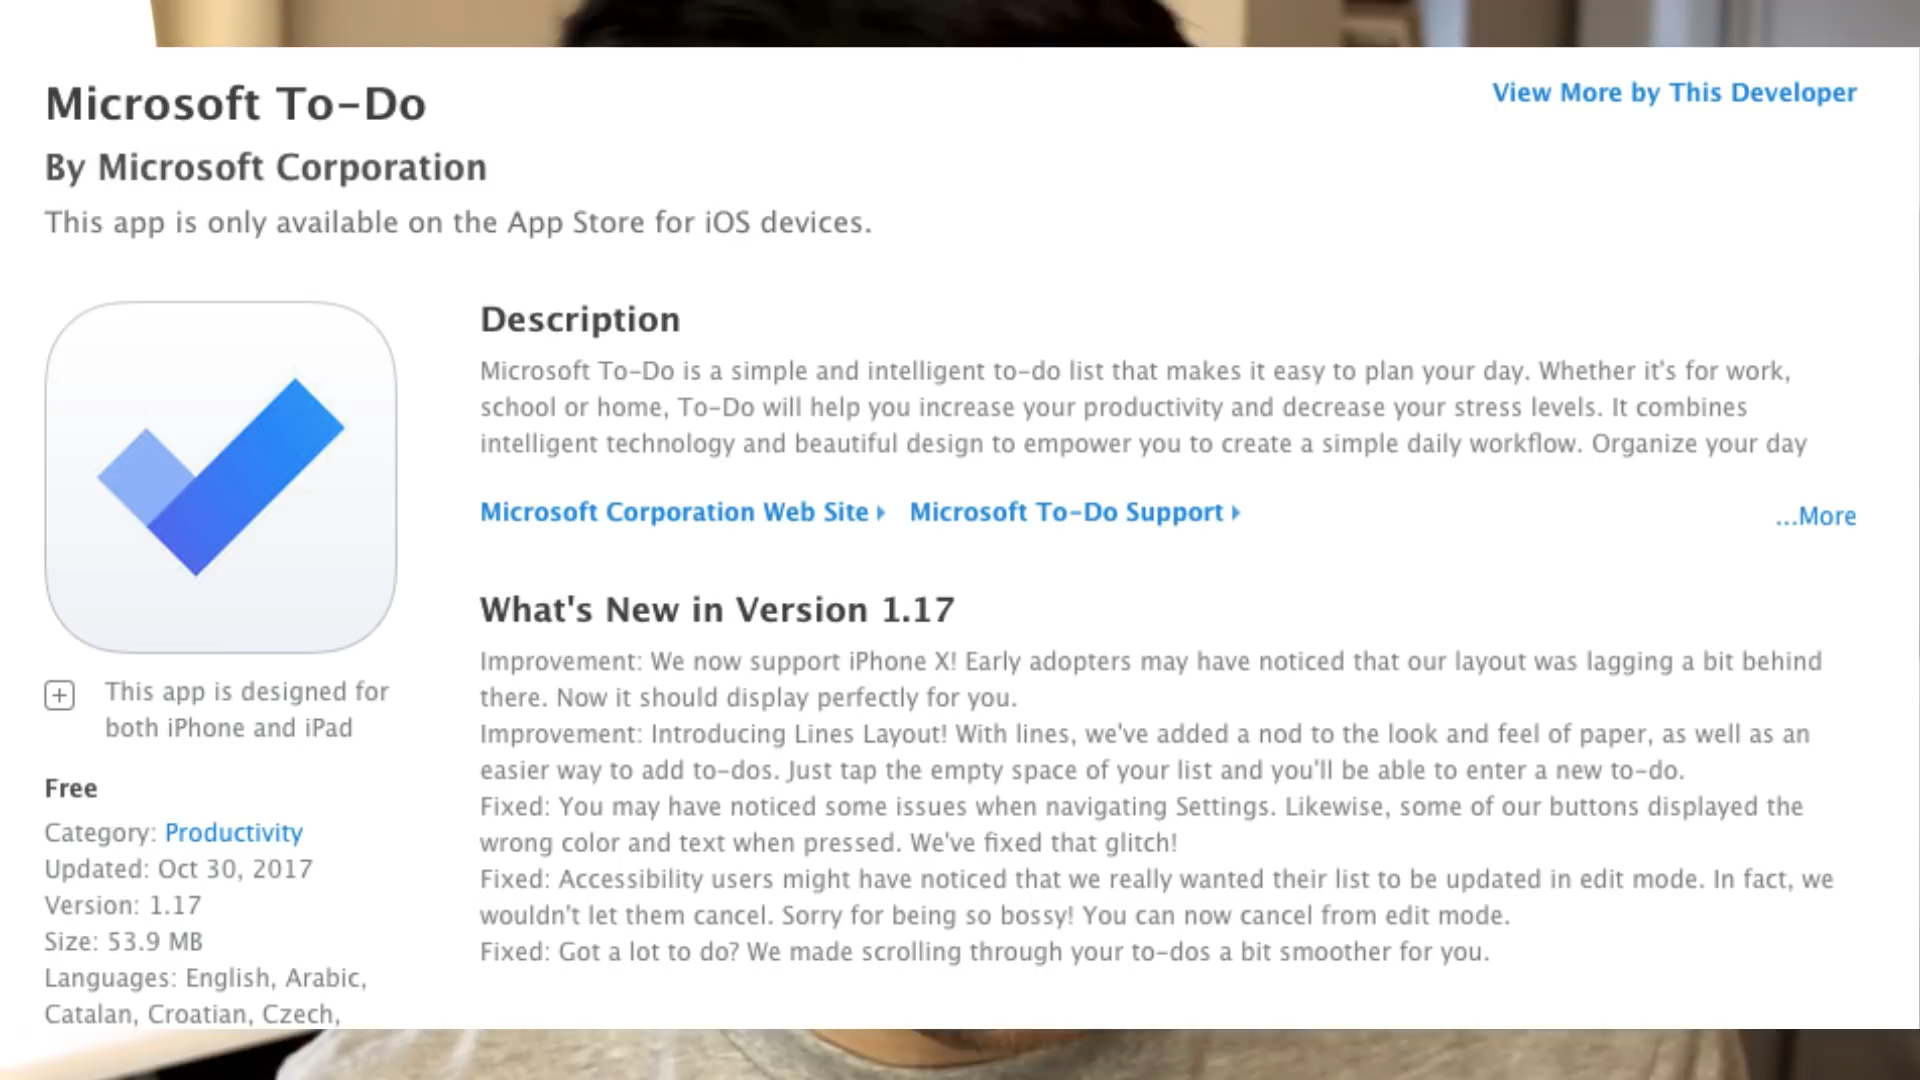 Microsoft To-Do
View More by This Developer
By Microsoft Corporation
This app is only available on the App Store for iOS devices.
Description
Microsoft To-Do is a simple and intelligent to-do list that makes it easy to plan your day. Whether it's for work,
school or home, To-Do will help you increase your productivity and decrease your stress levels. It combines
intelligent technology and beautiful design to empower you to create a simple daily workflow. Organize your day
Microsoft Corporation Web Site
Microsoft To-Do Support
...More
What's New in Version 1.17
Improvement: We now support iPhone X! Early adopters may have noticed that our layout was lagging a bit behind
there. Now it should display perfectly for you.
Improvement: Introducing Lines Layout! With lines, we've added a nod to the look and feel of paper, as well as an
easier way to add to-dos. Just tap the empty space of your list and you'll be able to enter a new to-do.
Fixed: You may have noticed some issues when navigating Settings. Likewise, some of our buttons displayed the
wrong color and text when pressed. We've fixed that glitch!
Fixed: Accessibility users might have noticed that we really wanted their list to be updated in edit mode. In fact, we
wouldn't let them cancel. Sorry for being so bossy! You can now cancel from edit mode.
Fixed: Got a lot to do? We made scrolling through your to-dos a bit smoother for you.
This app is designed for
both iPhone and iPad
Free
Category: Productivity
Updated: Oct 30, 2017
Version: 1.17
Size: 53.9 MB
Languages: English, Arabic,
Catalan, Croatian, Czech,